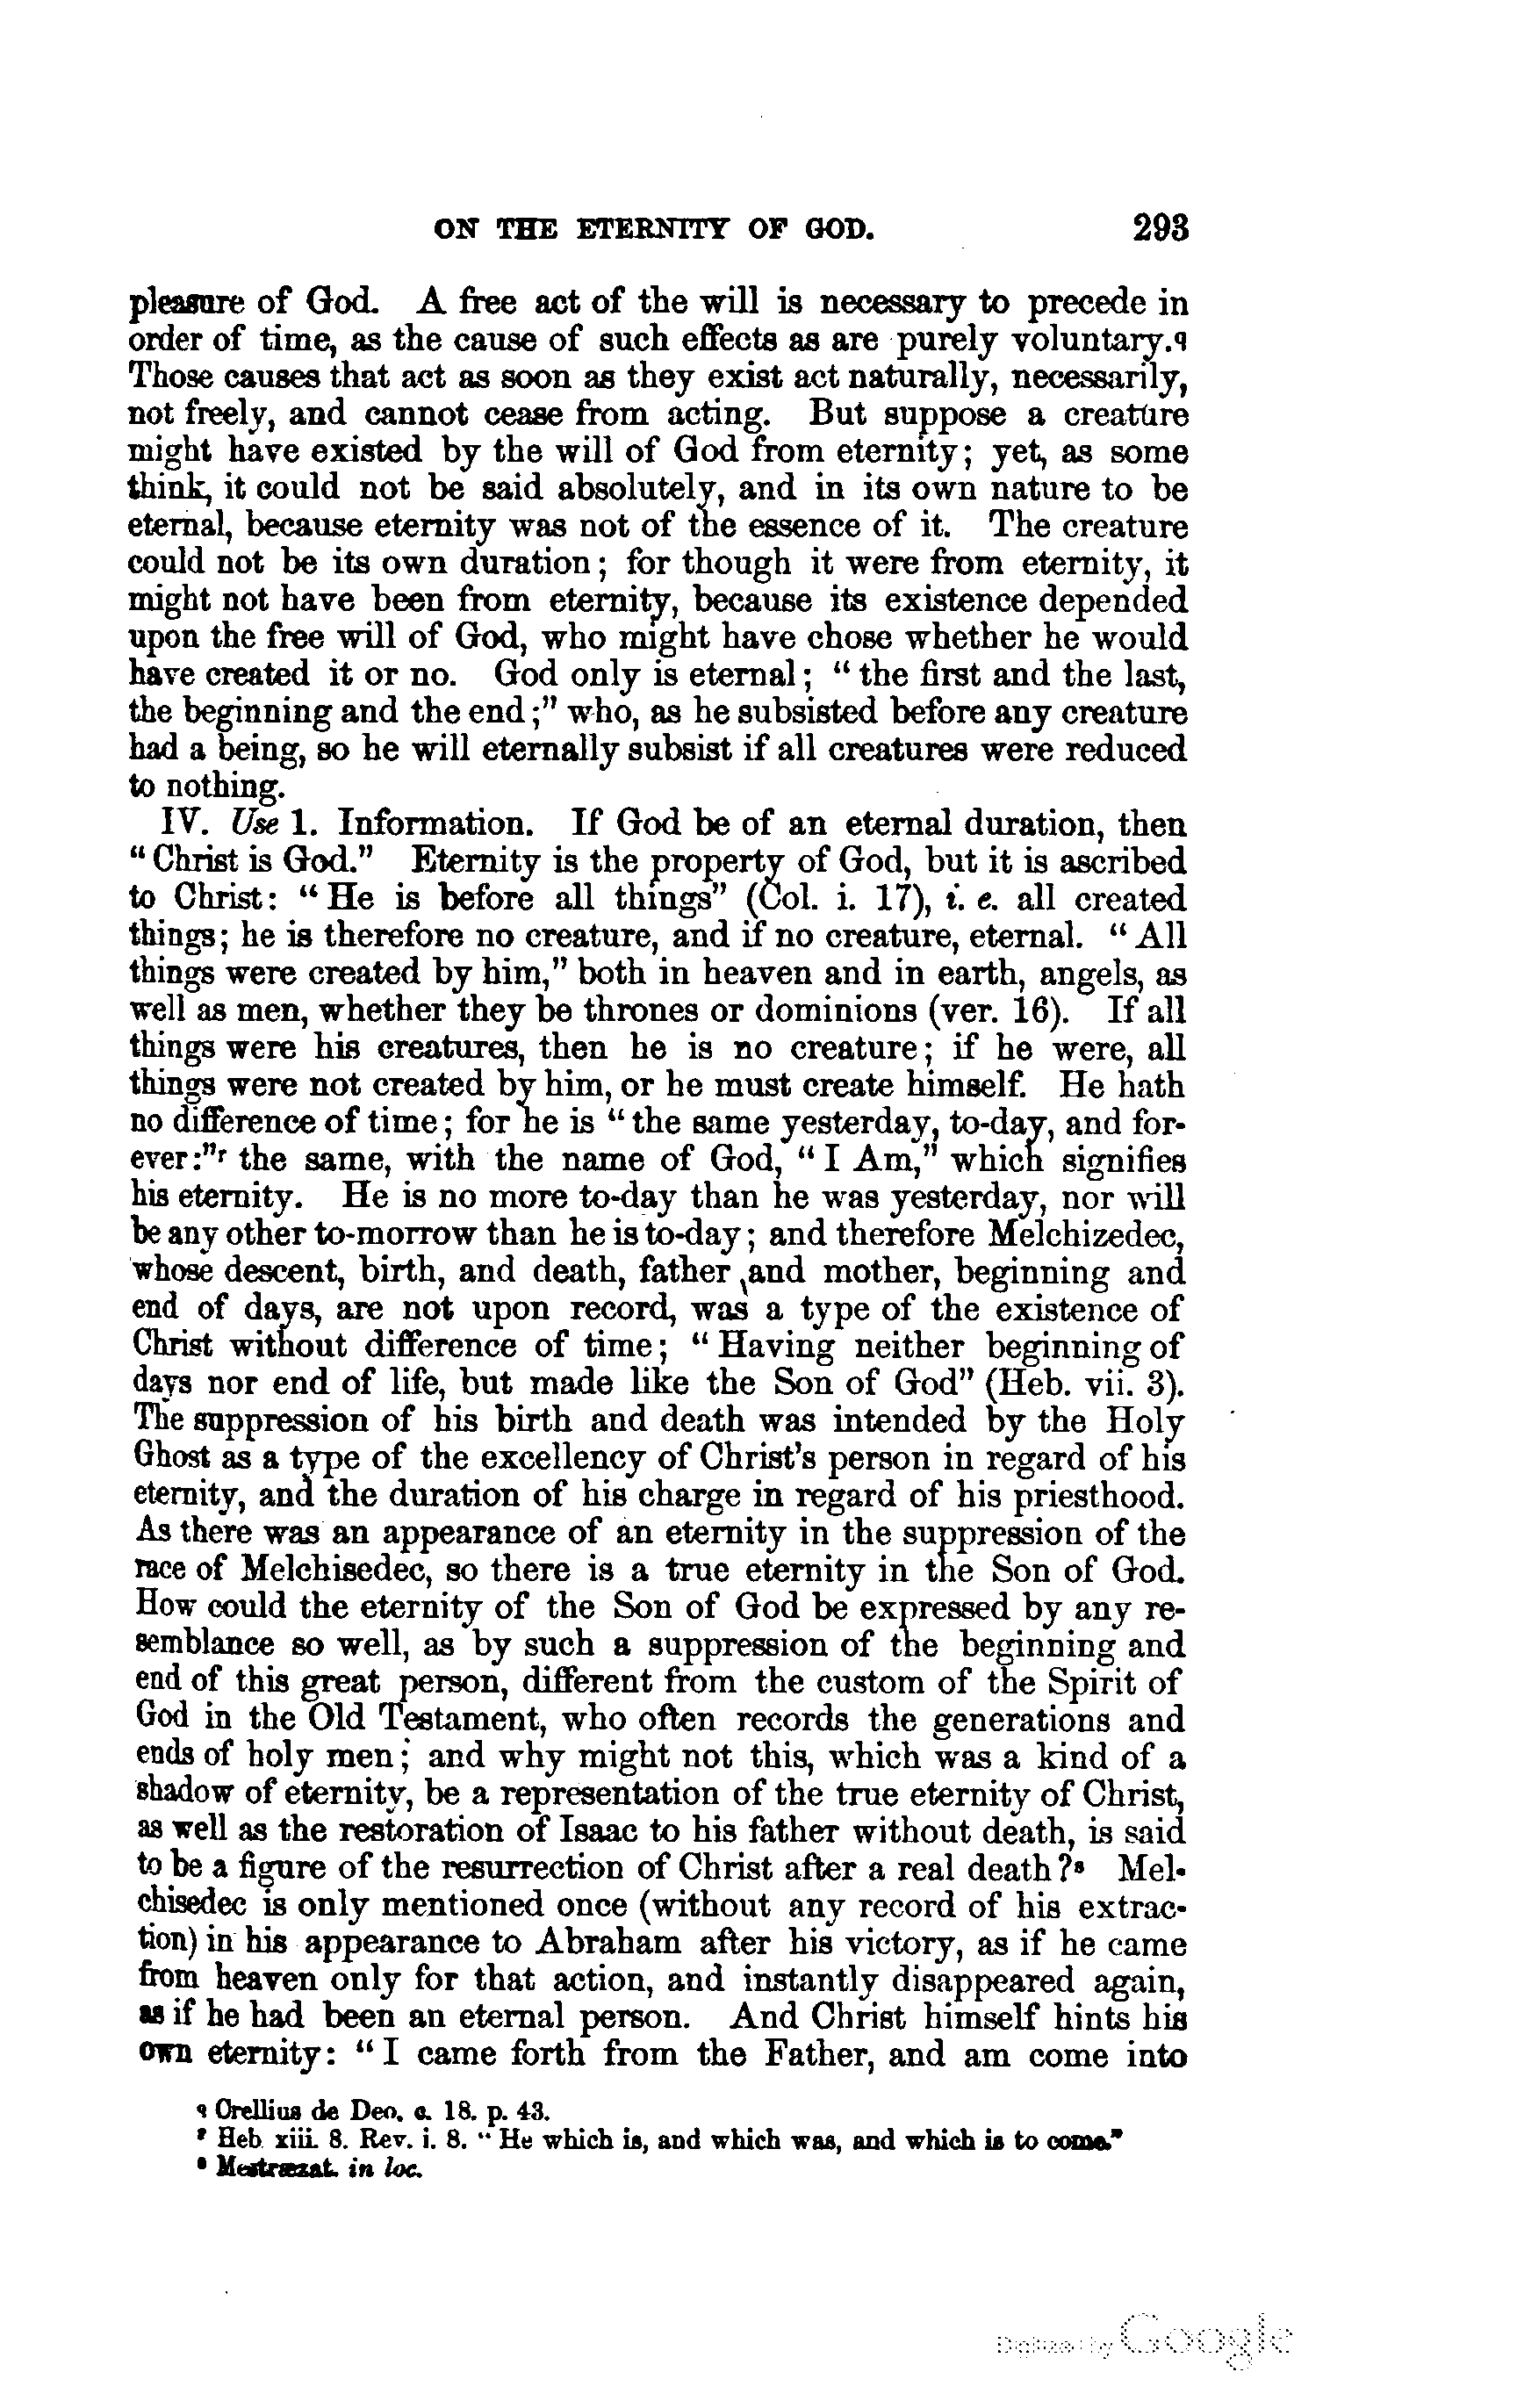 ON THE ETERNITY OF GOD. 293
pleasure of God. A free act of the will is necessary to precede in
order of time, as the cause of such effects as are purely voluntary.q
Those causes that act as soon as they exist act naturally, necessarily,
not freely, and cannot cease from acting. But suppose a creature
might have existed by the will of God from eternity; yet, as some
think, it could not be said absolutely, and in its own nature to be
eternal, because eternity was not of the essence of it. The creature
could not be its own duration; for though it were from eternity, it
might not have been from eternity, because its existence depended
upon the free will of God, who might have chose whether he would
have created it or no. God only is eternal; "the first and the last,
the beginning and the end;" who, as he subsisted before any creature
had a being, so he will eternally subsist if all creatures were reduced
to nothing.
IV. Use 1. Information. If God be of an eternal duration, then
"Christ is God." Eternity is the property of God, but it is ascribed
to Christ: "He is before all things" (Col. i. 17), i. e. all created
things; he is therefore no creature, and if no creature, eternal. "All
things were created by him," both in heaven and in earth, angels, as
well as men, whether they be thrones or dominions (ver. 16). If all
things were his creatures, then he is no creature; if he were, all
things were not created by him, or he must create himself. He hath
no difference of time; for he is "the same yesterday, to-day, and for-
ever:"r the same, with the name of God, "I Am," which signifies
his eternity. He is no more to-day than he was yesterday, nor will
be any other to-morrow than he is to-day; and therefore Melchizedec,
whose descent, birth, and death, father and mother, beginning and
end of days, are not upon record, was a type of the existence of
Christ without difference of time; "Having neither beginning of
days nor end of life, but made like the Son of God" (Heb. vii. 3).
The suppression of his birth and death was intended by the Holy
Ghost as a type of the excellency of Christ's person in regard of his
eternity, and the duration of his charge in regard of his priesthood.
As there was an appearance of an eternity in the suppression of the
race of Melchisedec, so there is a true eternity in the Son of God.
How could the eternity of the Son of God be expressed by any re-
semblance so well, as by such a suppression of the beginning and
end of this great person, different from the custom of the Spirit of
God in the Old Testament, who often records the generations and
ends of holy men; and why might not this, which was a kind of a
shadow of eternity, be a representation of the true eternity of Christ,
as well as the restoration of Isaac to his father without death, is said
to be a figure of the resurrection of Christ after a real death?s Mel-
chisedec is only mentioned once (without any record of his extrac-
tion) in his appearance to Abraham after his victory, as if he came
from heaven only for that action, and instantly disappeared again,
as if he had been an eternal person. And Christ himself hints his
own eternity: "I came forth from the Father, and am come into
q Crellius de Deo. c. 18. p. 43.
r Heb. xiii. 8. Rev. i. 8. "He which is, and which was, and which is to come."
s Mestræzat. in loc.
Digitized by Google